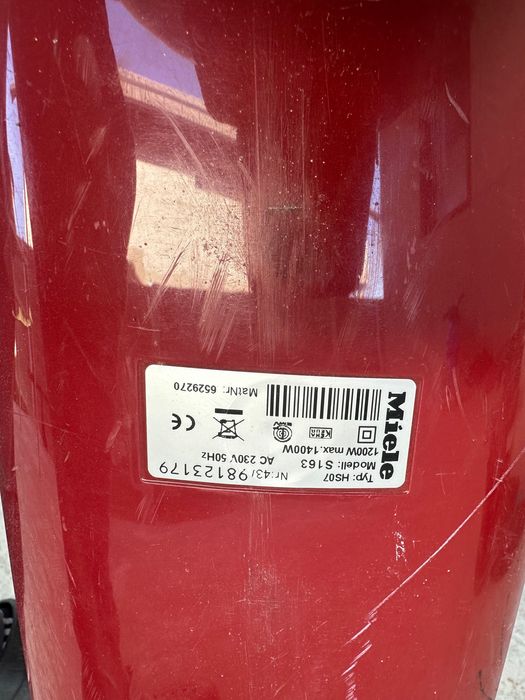 Miele
Typ: HS07
Modell: S163
1200W max.1400W
AC 230V 50Hz
Nr.43/98123179
MatNr: 6529270
CE